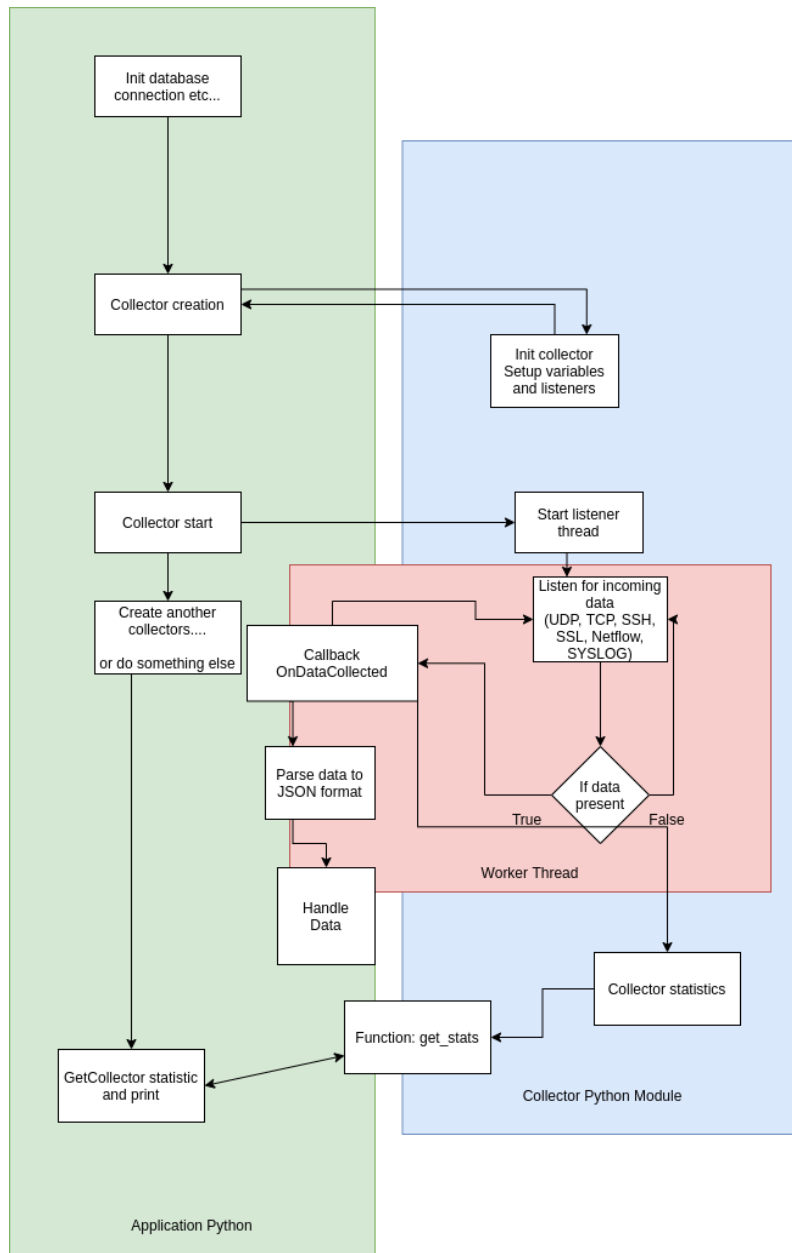 Init database
connection etc...
Collector creation
Init collector
Setup variables
and listeners
Collector start
Start listener
thread
Create another
collectors....
or do something else
Listen for incoming
data
(UDP, TCP, SSH,
SSL, Netflow,
SYSLOG)
Callback
OnDataCollected
Parse data to
JSON format
If data
present
True
False
Worker Thread
Handle
Data
Collector statistics
Function: get_stats
GetCollector statistic
and print
Collector Python Module
Application Python